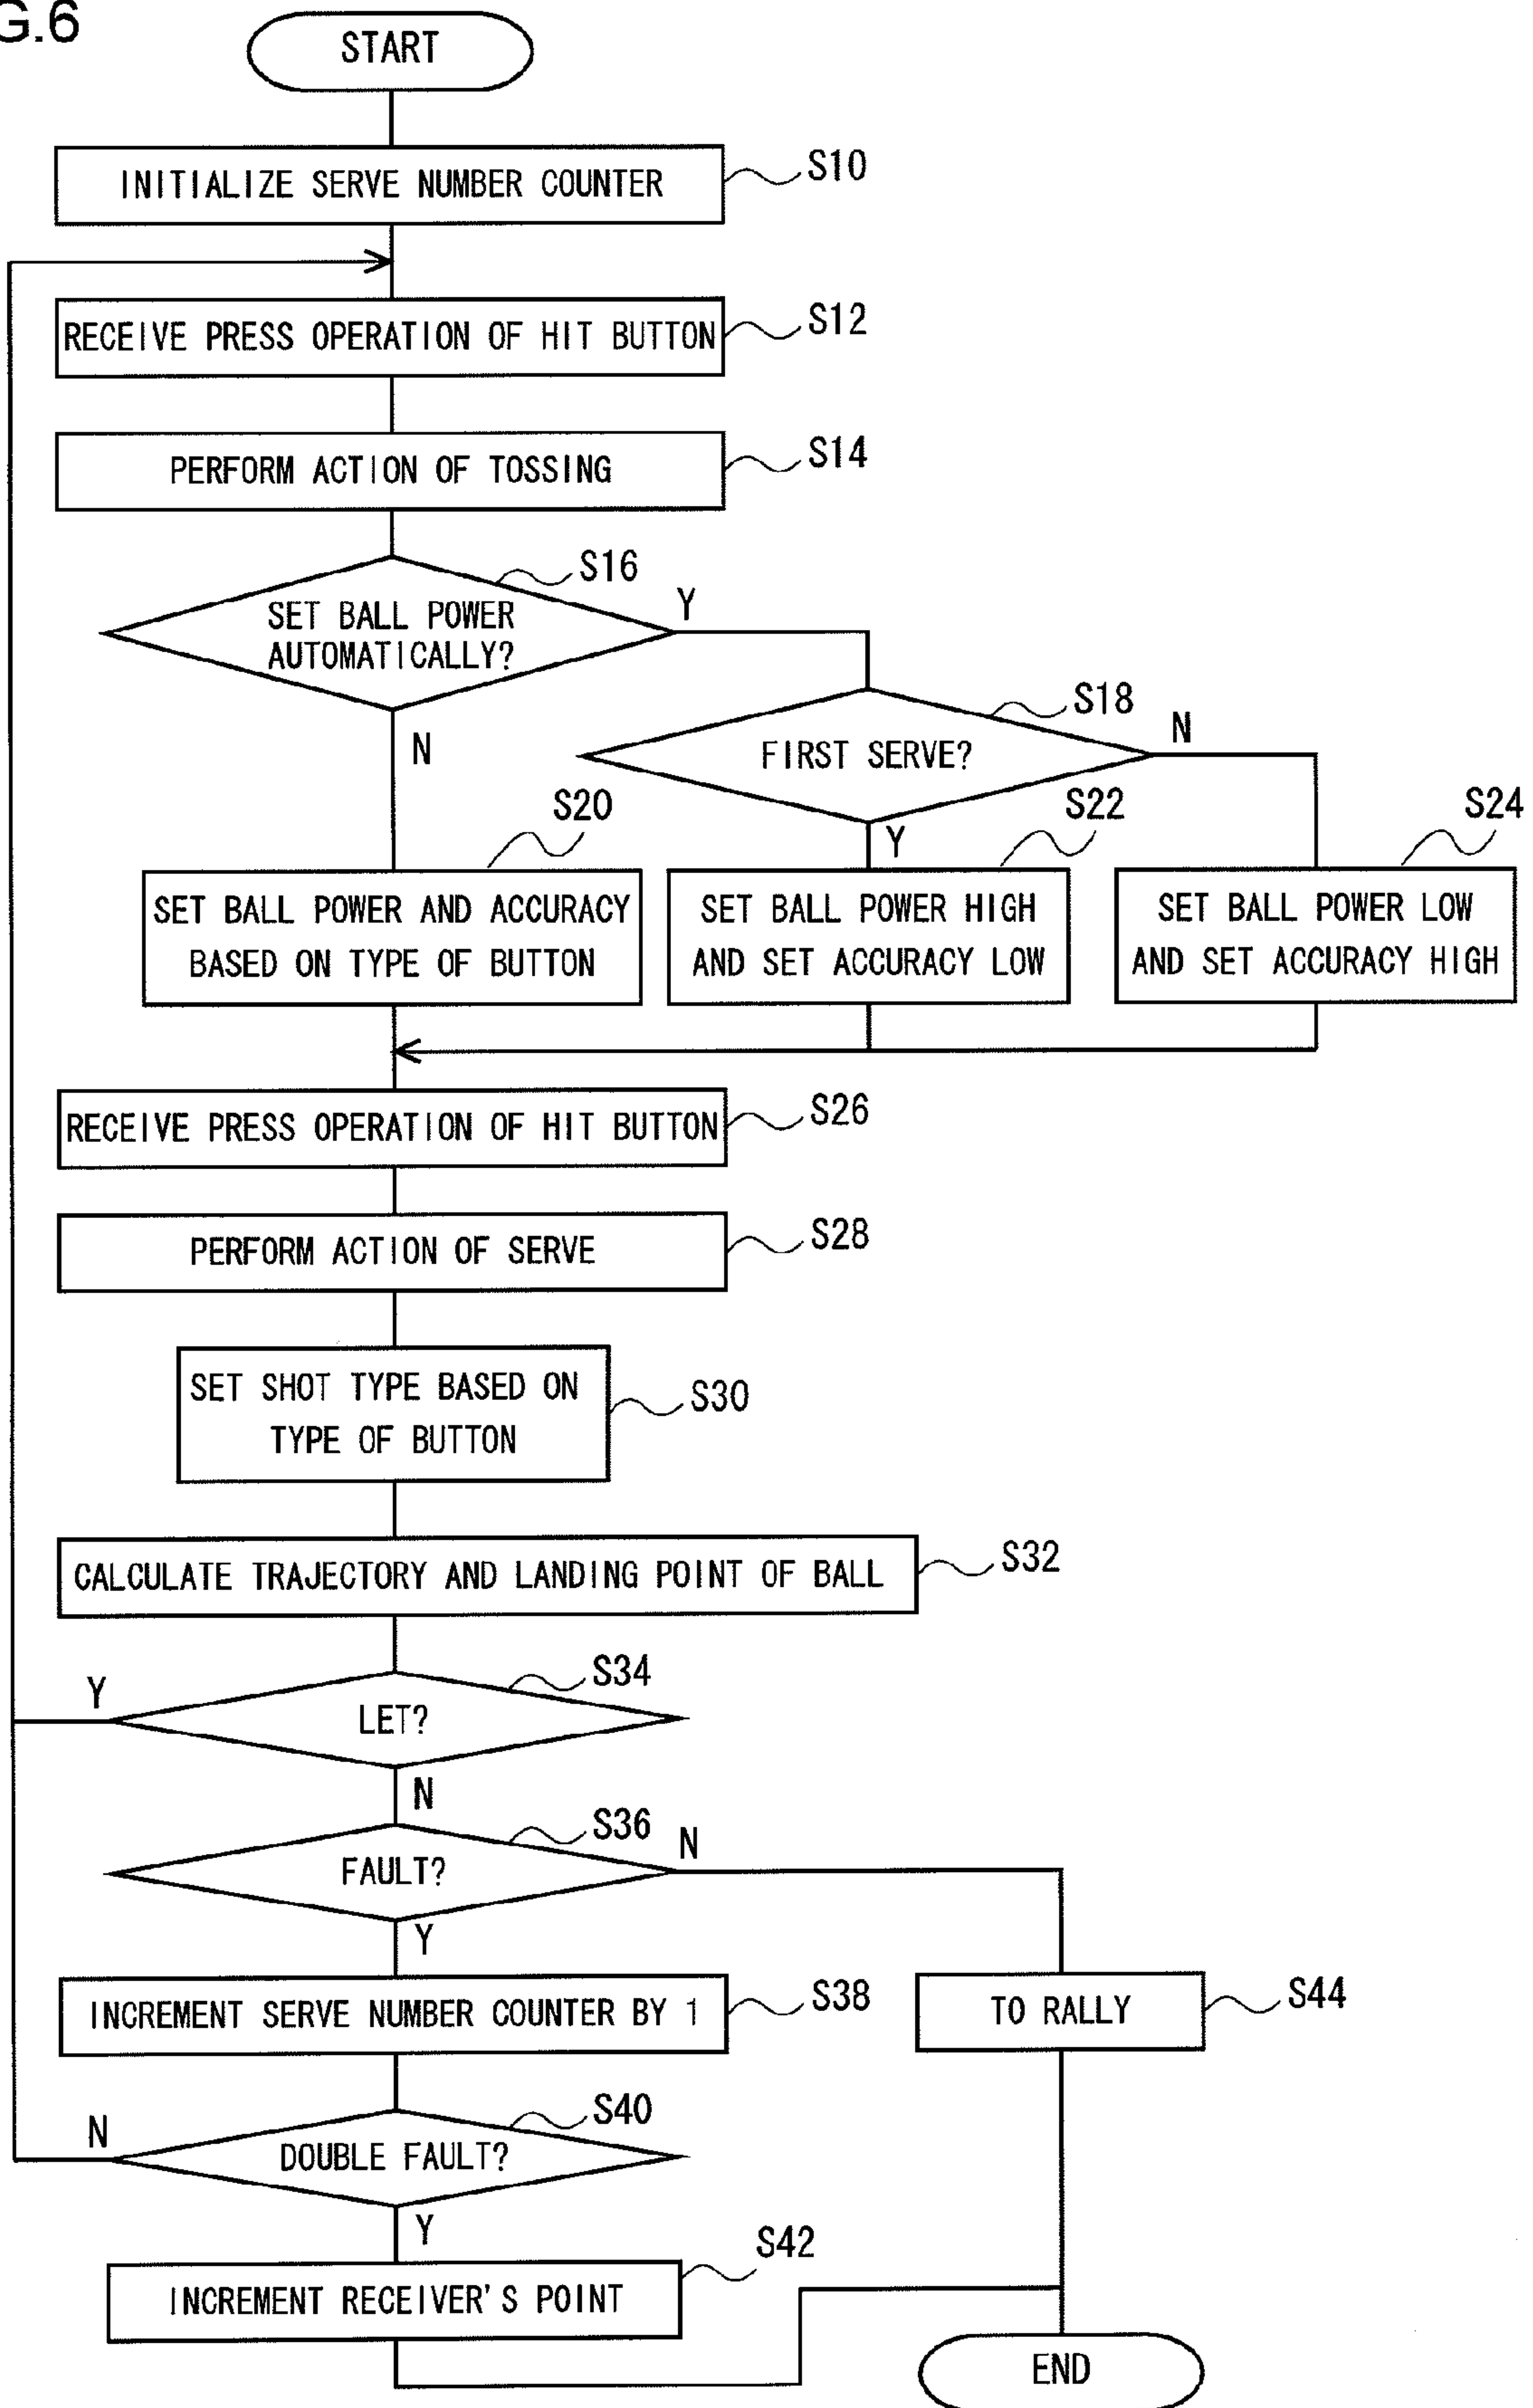 G.6
START
INITIALIZE SERVE NUMBER COUNTER
S10
RECEIVE PRESS OPERATION OF HIT BUTTON
S12
PERFORM ACTION OF TOSSING
S14
S16
SET BALL POWER
AUTOMATICALLY?
Y
N
S18
FIRST SERVE?
N
Y
S20
SET BALL POWER AND ACCURACY
BASED ON TYPE OF BUTTON
S22
SET BALL POWER HIGH
AND SET ACCURACY LOW
S24
SET BALL POWER LOW
AND SET ACCURACY HIGH
RECEIVE PRESS OPERATION OF HIT BUTTON
S26
PERFORM ACTION OF SERVE
S28
SET SHOT TYPE BASED ON
TYPE OF BUTTON
S30
CALCULATE TRAJECTORY AND LANDING POINT OF BALL
S32
S34
Y
LET?
N
S36
FAULT?
N
Y
INCREMENT SERVE NUMBER COUNTER BY 1
S38
TO RALLY
S44
S40
N
DOUBLE FAULT?
Y
S42
INCREMENT RECEIVER'S POINT
END